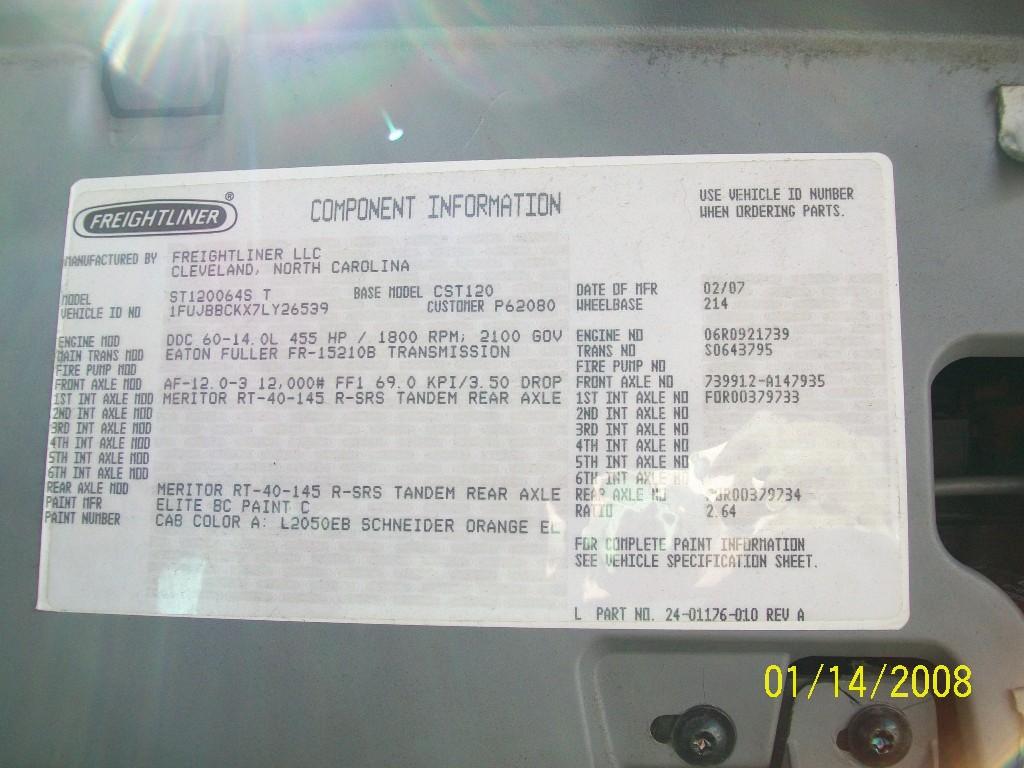 FREIGHTLINER®
COMPONENT INFORMATION
USE VEHICLE ID NUMBER
WHEN ORDERING PARTS.
MANUFACTURED BY FREIGHTLINER LLC
CLEVELAND, NORTH CAROLINA
MODEL ST120064S T BASE MODEL CST120
VEHICLE ID NO 1FUJBBCKX7LY26539 CUSTOMER P62080
ENGINE MOD DDC 60-14.0L 455 HP / 1800 RPM; 2100 GOV
MAIN TRANS MOD EATON FULLER FR-15210B TRANSMISSION
FIRE PUMP MOD
FRONT AXLE MOD AF-12.0-3 12,000# FF1 69.0 KPI/3.50 DROP
1ST INT AXLE MOD MERITOR RT-40-145 R-SRS TANDEM REAR AXLE
2ND INT AXLE MOD
3RD INT AXLE MOD
4TH INT AXLE MOD
5TH INT AXLE MOD
6TH INT AXLE MOD
REAR AXLE MOD MERITOR RT-40-145 R-SRS TANDEM REAR AXLE
PAINT MFR ELITE BC PAINT C
PAINT NUMBER CAB COLOR A: L2050EB SCHNEIDER ORANGE EL
DATE OF MFR 02/07
WHEELBASE 214
ENGINE NO 06R0921739
TRANS NO S0643795
FIRE PUMP NO
FRONT AXLE NO 739912-A147935
1ST INT AXLE NO FOR00379733
2ND INT AXLE NO
3RD INT AXLE NO
4TH INT AXLE NO
5TH INT AXLE NO
6TH INT AXLE NO
REAR AXLE NO FOR00379734
RATIO 2.64
FOR COMPLETE PAINT INFORMATION
SEE VEHICLE SPECIFICATION SHEET.
L PART NO. 24-01176-010 REV A
01/14/2008